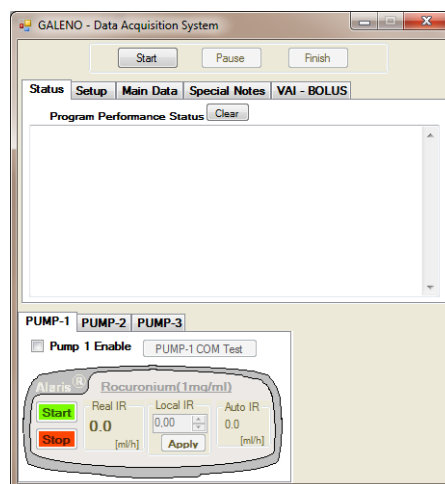 GALENO - Data Acquisition System
Start Pause Finish
Status Setup Main Data Special Notes VAI - BOLUS
Program Performance Status Clear
PUMP-1 PUMP-2 PUMP-3
Pump 1 Enable PUMP-1 COM Test
Alaris ® Rocuronium(1mg/ml)
Start Real IR Local IR Auto IR
0.0 0,00 0.0
Stop [ml/h] Apply [ml/h]